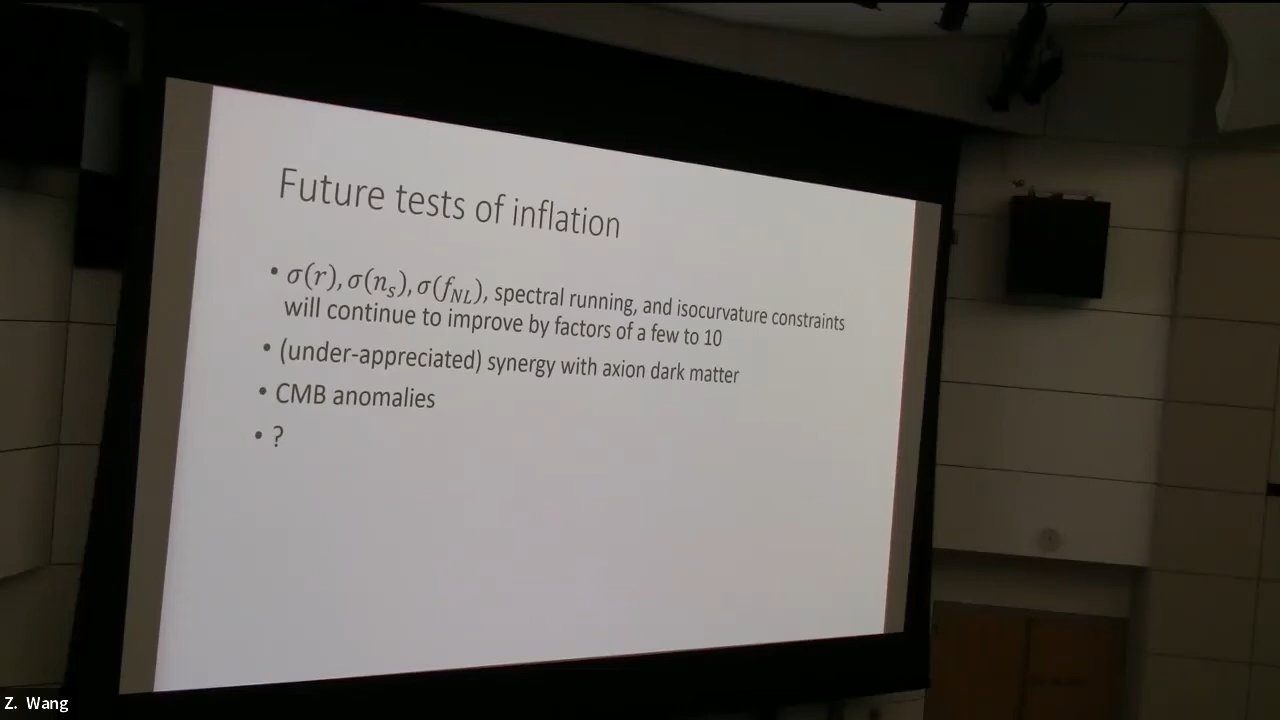 Future tests of inflation
• σ(r), σ(nₛ), σ(f_NL), spectral running, and isocurvature constraints
will continue to improve by factors of a few to 10
• (under-appreciated) synergy with axion dark matter
• CMB anomalies
• ?
Z. Wang